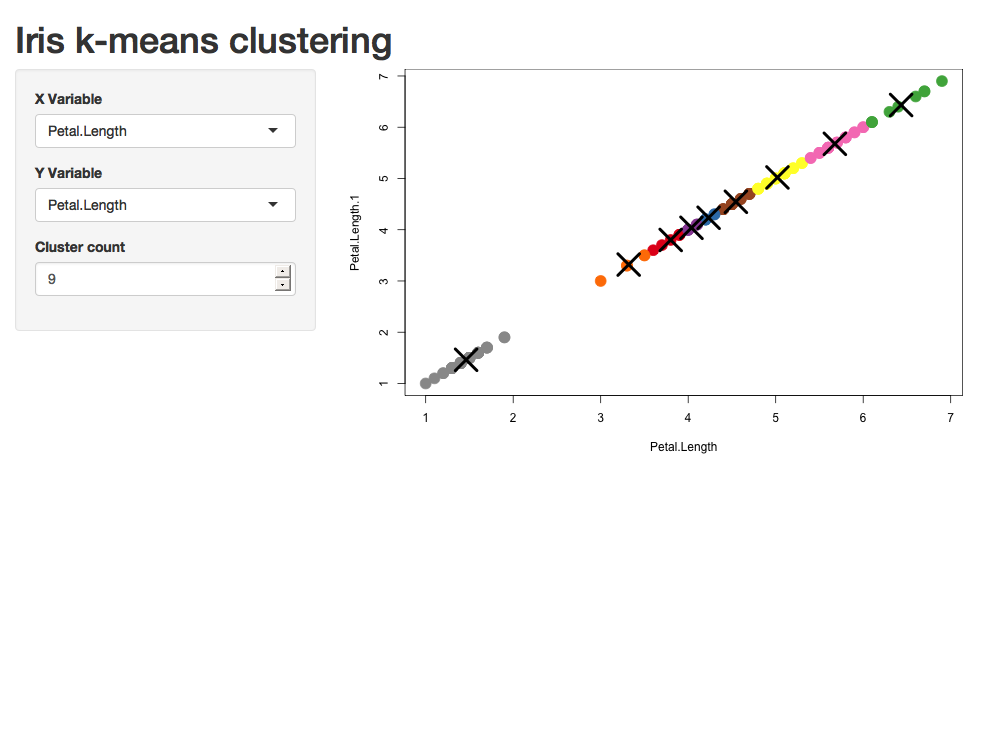 Iris k-means clustering
X Variable
Petal.Length
Y Variable
Petal.Length
Cluster count
9
Petal.Length.1
7
6
5
4
3
2
1
1 2 3 4 5 6 7
Petal.Length